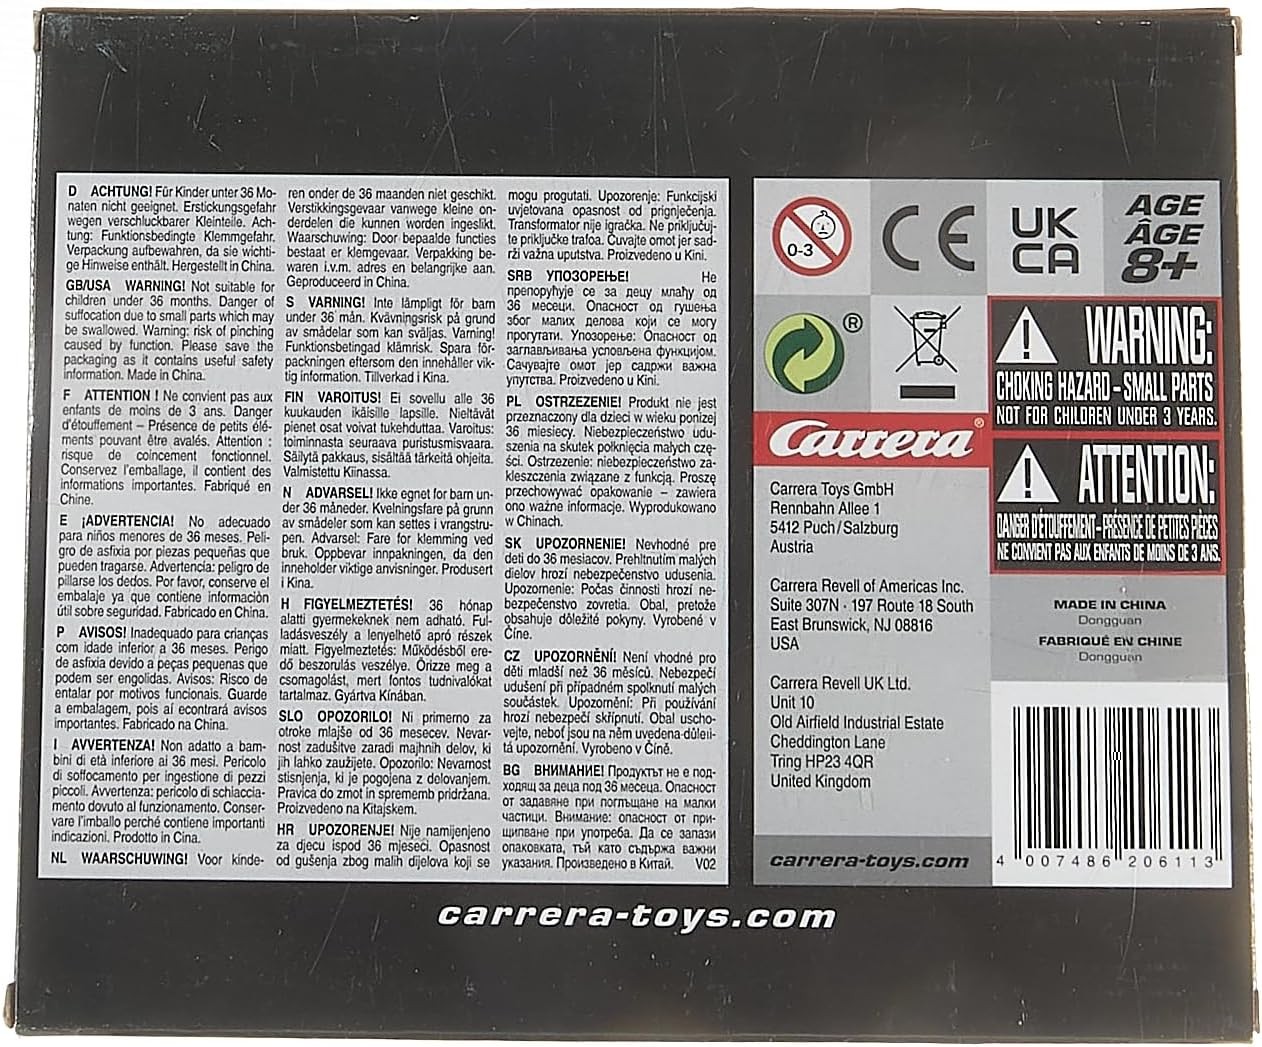 D ACHTUNG! Für Kinder unter 36 Mo-
naten nicht geeignet. Erstickungsgefahr
wegen verschluckbarer Kleinteile. Ach-
tung: Funktionsbedingte Klemmgefahr.
Verpackung aufbewahren, da sie wichti-
ge Hinweise enthält. Hergestellt in China.
GB/USA WARNING! Not suitable for
children under 36 months. Danger of
suffocation due to small parts which may
be swallowed. Warning: risk of pinching
caused by function. Please save the
packaging as it contains useful safety
information. Made in China.
F ATTENTION ! Ne convient pas aux
enfants de moins de 3 ans. Danger
d'étouffement – Présence de petits élé-
ments pouvant être avalés. Attention :
risque de coincement fonctionnel.
Conservez l'emballage, il contient des
informations importantes. Fabriqué en
Chine.
E ¡ADVERTENCIA! No adecuado
para niños menores de 36 meses. Peli-
gro de asfixia por piezas pequeñas que
pueden tragarse. Advertencia: peligro de
pillarse los dedos. Por favor, conserve el
embalaje ya que contiene información
útil sobre seguridad. Fabricado en China.
P AVISOS! Inadequado para crianças
com idade inferior a 36 meses. Perigo
de asfixia devido a peças pequenas que
podem ser engolidas. Avisos: Risco de
entalar por motivos funcionais. Guarde
a embalagem, pois aí econtrará avisos
importantes. Fabricado na China.
I AVVERTENZA! Non adatto a bam-
bini di età inferiore ai 36 mesi. Pericolo
di soffocamento per ingestione di pezzi
piccoli. Avvertenza: pericolo di schiaccia-
mento dovuto al funzionamento. Conser-
vare l'imballo perché contiene importanti
indicazioni. Prodotto in Cina.
NL WAARSCHUWING! Voor kinde-
ren onder de 36 maanden niet geschikt.
Verstikkingsgevaar vanwege kleine on-
derdelen die kunnen worden ingeslikt.
Waarschuwing: Door bepaalde functies
bestaat er klemgevaar. Verpakking be-
waren i.v.m. adres en belangrijke aan.
Geproduceerd in China.
S VARNING! Inte lämpligt för barn
under 36 mån. Kvävningsrisk på grund
av smådelar som kan sväljas. Varning!
Funktionsbetingad klämrisk. Spara för-
packningen eftersom den innehåller vik-
tig information. Tillverkad i Kina.
FIN VAROITUS! Ei sovellu alle 36
kuukauden ikäisille lapsille. Nieltävät
pienet osat voivat tukehduttaa. Varoitus:
toiminnasta seuraava puristusmisvaara.
Säilytä pakkaus, sisältää tärkeitä ohjeita.
Valmistettu Kiinassa.
N ADVARSEL! Ikke egnet for barn un-
der 36 måneder. Kvelningsfare på grunn
av smådeler som kan settes i vrangstru-
pen. Advarsel: Fare for klemming ved
bruk. Oppbevar innpakningen, da den
inneholder viktige anvisninger. Produsert
i Kina.
H FIGYELMEZTETÉS! 36 hónap
alatti gyermekeknek nem adható. Ful-
ladásveszély a lenyelhető apró részek
miatt. Figyelmeztetés: Működésből ere-
dő beszorulás veszélye. Őrizze meg a
csomagolást, mert fontos tudnivalókat
tartalmaz. Gyártva Kínában.
SLO OPOZORILO! Ni primerno za
otroke mlajše od 36 mesecev. Nevar-
nost zadušitve zaradi majhnih delov, ki
jih lahko zaužijete. Opozorilo: Nevarnost
stisnjenja, ki je pogojena z delovanjem.
Pravica do zmot in sprememb pridržana.
Proizvedeno na Kitajskem.
HR UPOZORENJE! Nije namijenjeno
za djecu ispod 36 mjeseci. Opasnost
od gušenja zbog malih dijelova koji se
mogu progutati. Upozorenje: Funkcijski
uvjetovana opasnost od prignječenja.
Transformator nije igračka. Ne priključuj-
te priključke trafoa. Čuvajte omot jer sad-
rži važna uputstva. Proizvedeno u Kini.
SRB УПОЗОРЕЊЕ! Не
препоручује се за децу млађу од
36 месеци. Опасност од гушења
због малих делова који се могу
прогутати. Упозорење: Опасност од
заглављивања условљена функцијом.
Сачувајте омот јер садржи важна
упутства. Proizvedeno u Kini.
PL OSTRZEŻENIE! Produkt nie jest
przeznaczony dla dzieci w wieku poniżej
36 miesięcy. Niebezpieczeństwo udu-
szenia na skutek połknięcia małych czę-
ści. Ostrzeżenie: niebezpieczeństwo za-
kleszczenia związane z funkcją. Proszę
przechowywać opakowanie – zawiera
ono ważne informacje. Wyprodukowano
w Chinach.
SK UPOZORNENIE! Nevhodné pre
deti do 36 mesiacov. Prehltnutím malých
dielov hrozí nebezpečenstvo udusenia.
Upozornenie: Počas činnosti hrozí ne-
bezpečenstvo zovretia. Obal, pretože
obsahuje dôležité pokyny. Vyrobené v
Číne.
CZ UPOZORNĚNÍ! Není vhodné pro
děti mladší než 36 měsíců. Nebezpečí
udušení při případném spolknutí malých
součástek. Upozornění: Při používání
hrozí nebezpečí skřípnutí. Obal uscho-
vejte, neboť jsou na něm uvedena důleži-
tá upozornění. Vyrobeno v Číně.
BG ВНИМАНИЕ! Продуктът не е под-
ходящ за деца под 36 месеца. Опасност
от задавяне при поглъщане на малки
частици. Внимание: опасност от при-
щипване при употреба. Да се запази
опаковката, тъй като съдържа важни
указания. Произведено в Китай. V02
0-3
CE
UK
CA
AGE
ÂGE
8+
®
WARNING:
CHOKING HAZARD – SMALL PARTS
NOT FOR CHILDREN UNDER 3 YEARS.
ATTENTION:
DANGER D'ÉTOUFFEMENT – PRÉSENCE DE PETITES PIÈCES
NE CONVIENT PAS AUX ENFANTS DE MOINS DE 3 ANS.
Carrera®
Carrera Toys GmbH
Rennbahn Allee 1
5412 Puch / Salzburg
Austria
Carrera Revell of Americas Inc.
Suite 307N · 197 Route 18 South
East Brunswick, NJ 08816
USA
Carrera Revell UK Ltd.
Unit 10
Old Airfield Industrial Estate
Cheddington Lane
Tring HP23 4QR
United Kingdom
carrera-toys.com
MADE IN CHINA
Dongguan
FABRIQUÉ EN CHINE
Dongguan
4 007486 206113
carrera-toys.com